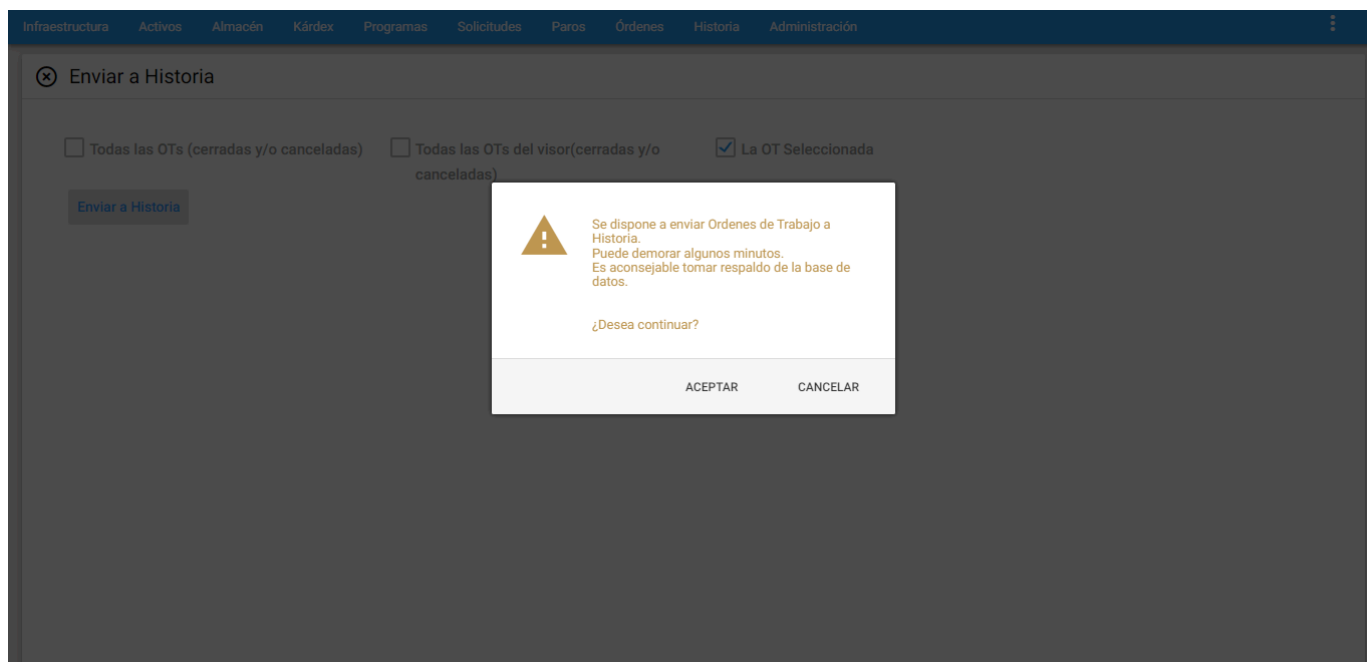 Infraestructura Activos Almacén Kárdex Programas Solicitudes Paros Órdenes Historia Administración
Enviar a Historia
Todas las OTs (cerradas y/o canceladas)
Todas las OTs del visor(cerradas y/o
canceladas)
La OT Seleccionada
Enviar a Historia
Se dispone a enviar Ordenes de Trabajo a
Historia.
Puede demorar algunos minutos.
Es aconsejable tomar respaldo de la base de
datos.
¿Desea continuar?
ACEPTAR CANCELAR